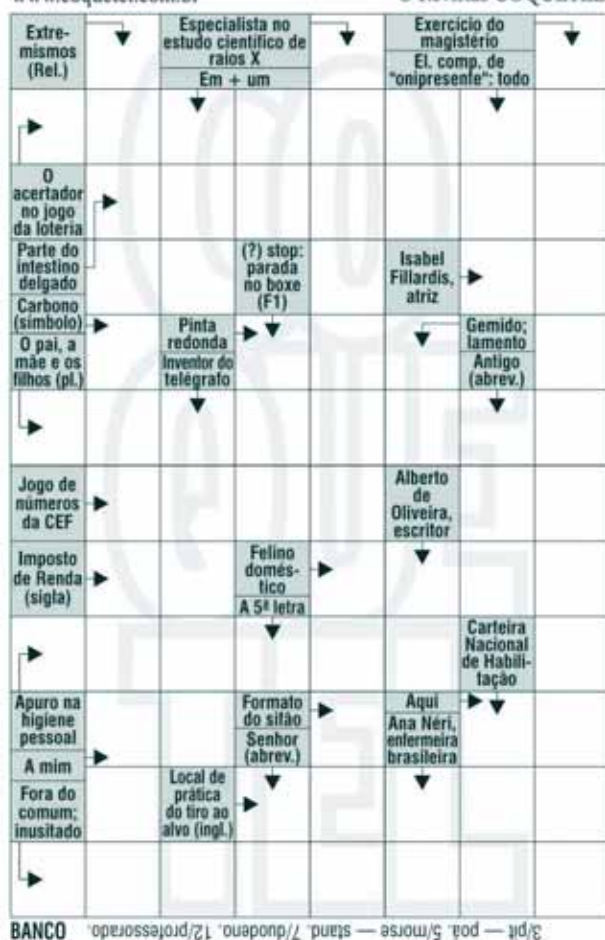 Extre-
mismos
(Rel.)
Especialista no
estudo científico de
raios X
Em + um
Exercício do
magistério
El. comp. de
"onipresente": todo
O
acertador
no jogo
da loteria
Parte do
intestino
delgado
(?) stop:
parada
no boxe
(F1)
Isabel
Fillardis,
atriz
Carbono
(símbolo)
O pai, a
mãe e os
filhos (pl.)
Pinta
redonda
Inventor do
telégrafo
Gemido;
lamento
Antigo
(abrev.)
Jogo de
números
da CEF
Alberto
de
Oliveira,
escritor
Imposto
de Renda
(sigla)
Felino
domés-
tico
A 5ª letra
Carteira
Nacional
de Habili-
tação
Apuro na
higiene
pessoal
A mim
Formato
do sifão
Senhor
(abrev.)
Aqui
Ana Néri,
enfermeira
brasileira
Fora do
comum;
inusitado
Local de
prática
do tiro ao
alvo (ingl.)
BANCO
3/pit — poá. 5/morse — stand. 7/duodeno. 12/professorado.